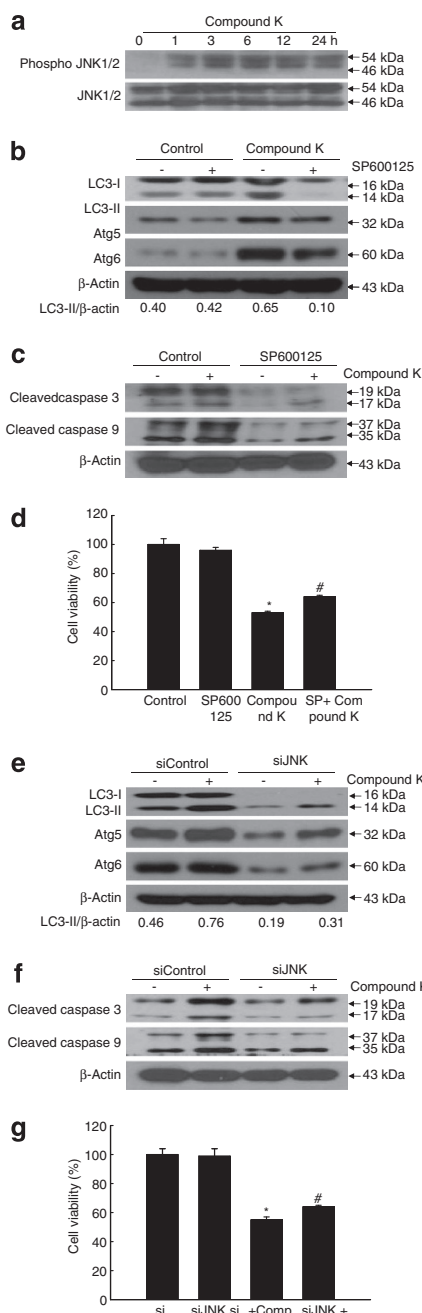 a
Compound K
0 1 3 6 12 24 h
Phospho JNK1/2
54 kDa
46 kDa
JNK1/2
54 kDa
46 kDa
b
Control Compound K
- + - + SP600125
LC3-I
16 kDa
14 kDa
LC3-II
32 kDa
Atg5
Atg6
60 kDa
β-Actin
43 kDa
LC3-II/β-actin 0.40 0.42 0.65 0.10
c
Control SP600125
- + - + Compound K
Cleavedcaspase 3
19 kDa
17 kDa
Cleaved caspase 9
37 kDa
35 kDa
β-Actin
43 kDa
d
Cell viability (%)
120
100
80
60
40
20
0
*
#
Control SP600 Compou SP+ Com
125 nd K pound K
e
siControl siJNK
- + - + Compound K
LC3-I
16 kDa
LC3-II
14 kDa
Atg5
32 kDa
Atg6
60 kDa
β-Actin
43 kDa
LC3-II/β-actin 0.46 0.76 0.19 0.31
f
siControl siJNK
- + - + Compound K
Cleaved caspase 3
19 kDa
17 kDa
Cleaved caspase 9
37 kDa
35 kDa
β-Actin
43 kDa
g
Cell viability (%)
120
100
80
60
40
20
0
*
#
si siJNK si +Comp siJNK +